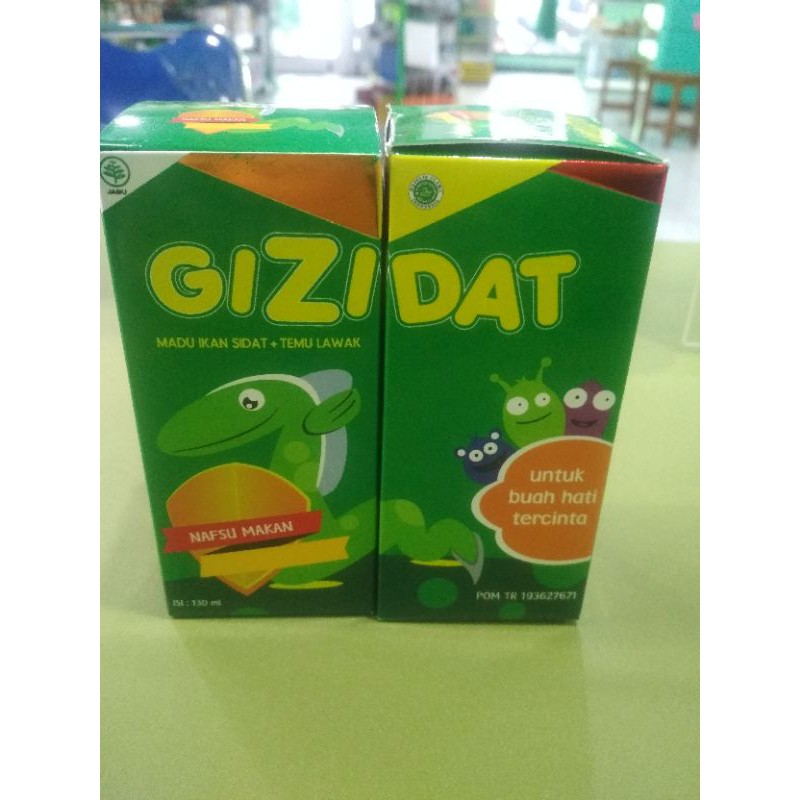 NAFSU MAKAN
JAMU
GIZIDAT
MADU IKAN SIDAT + TEMU LAWAK
NAFSU MAKAN
untuk
buah hati
tercinta
ISI : 130 ml
POM TR 193627671